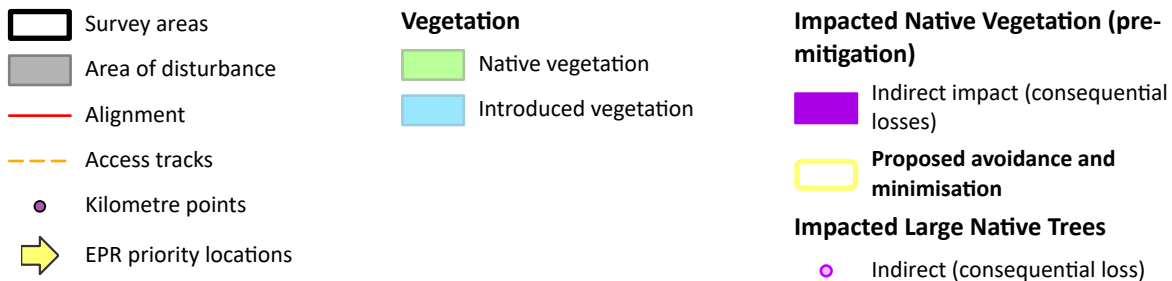 Survey areas
Area of disturbance
Alignment
Access tracks
Kilometre points
EPR priority locations
Vegetation
Native vegetation
Introduced vegetation
Impacted Native Vegetation (pre-
mitigation)
Indirect impact (consequential
losses)
Proposed avoidance and
minimisation
Impacted Large Native Trees
Indirect (consequential loss)